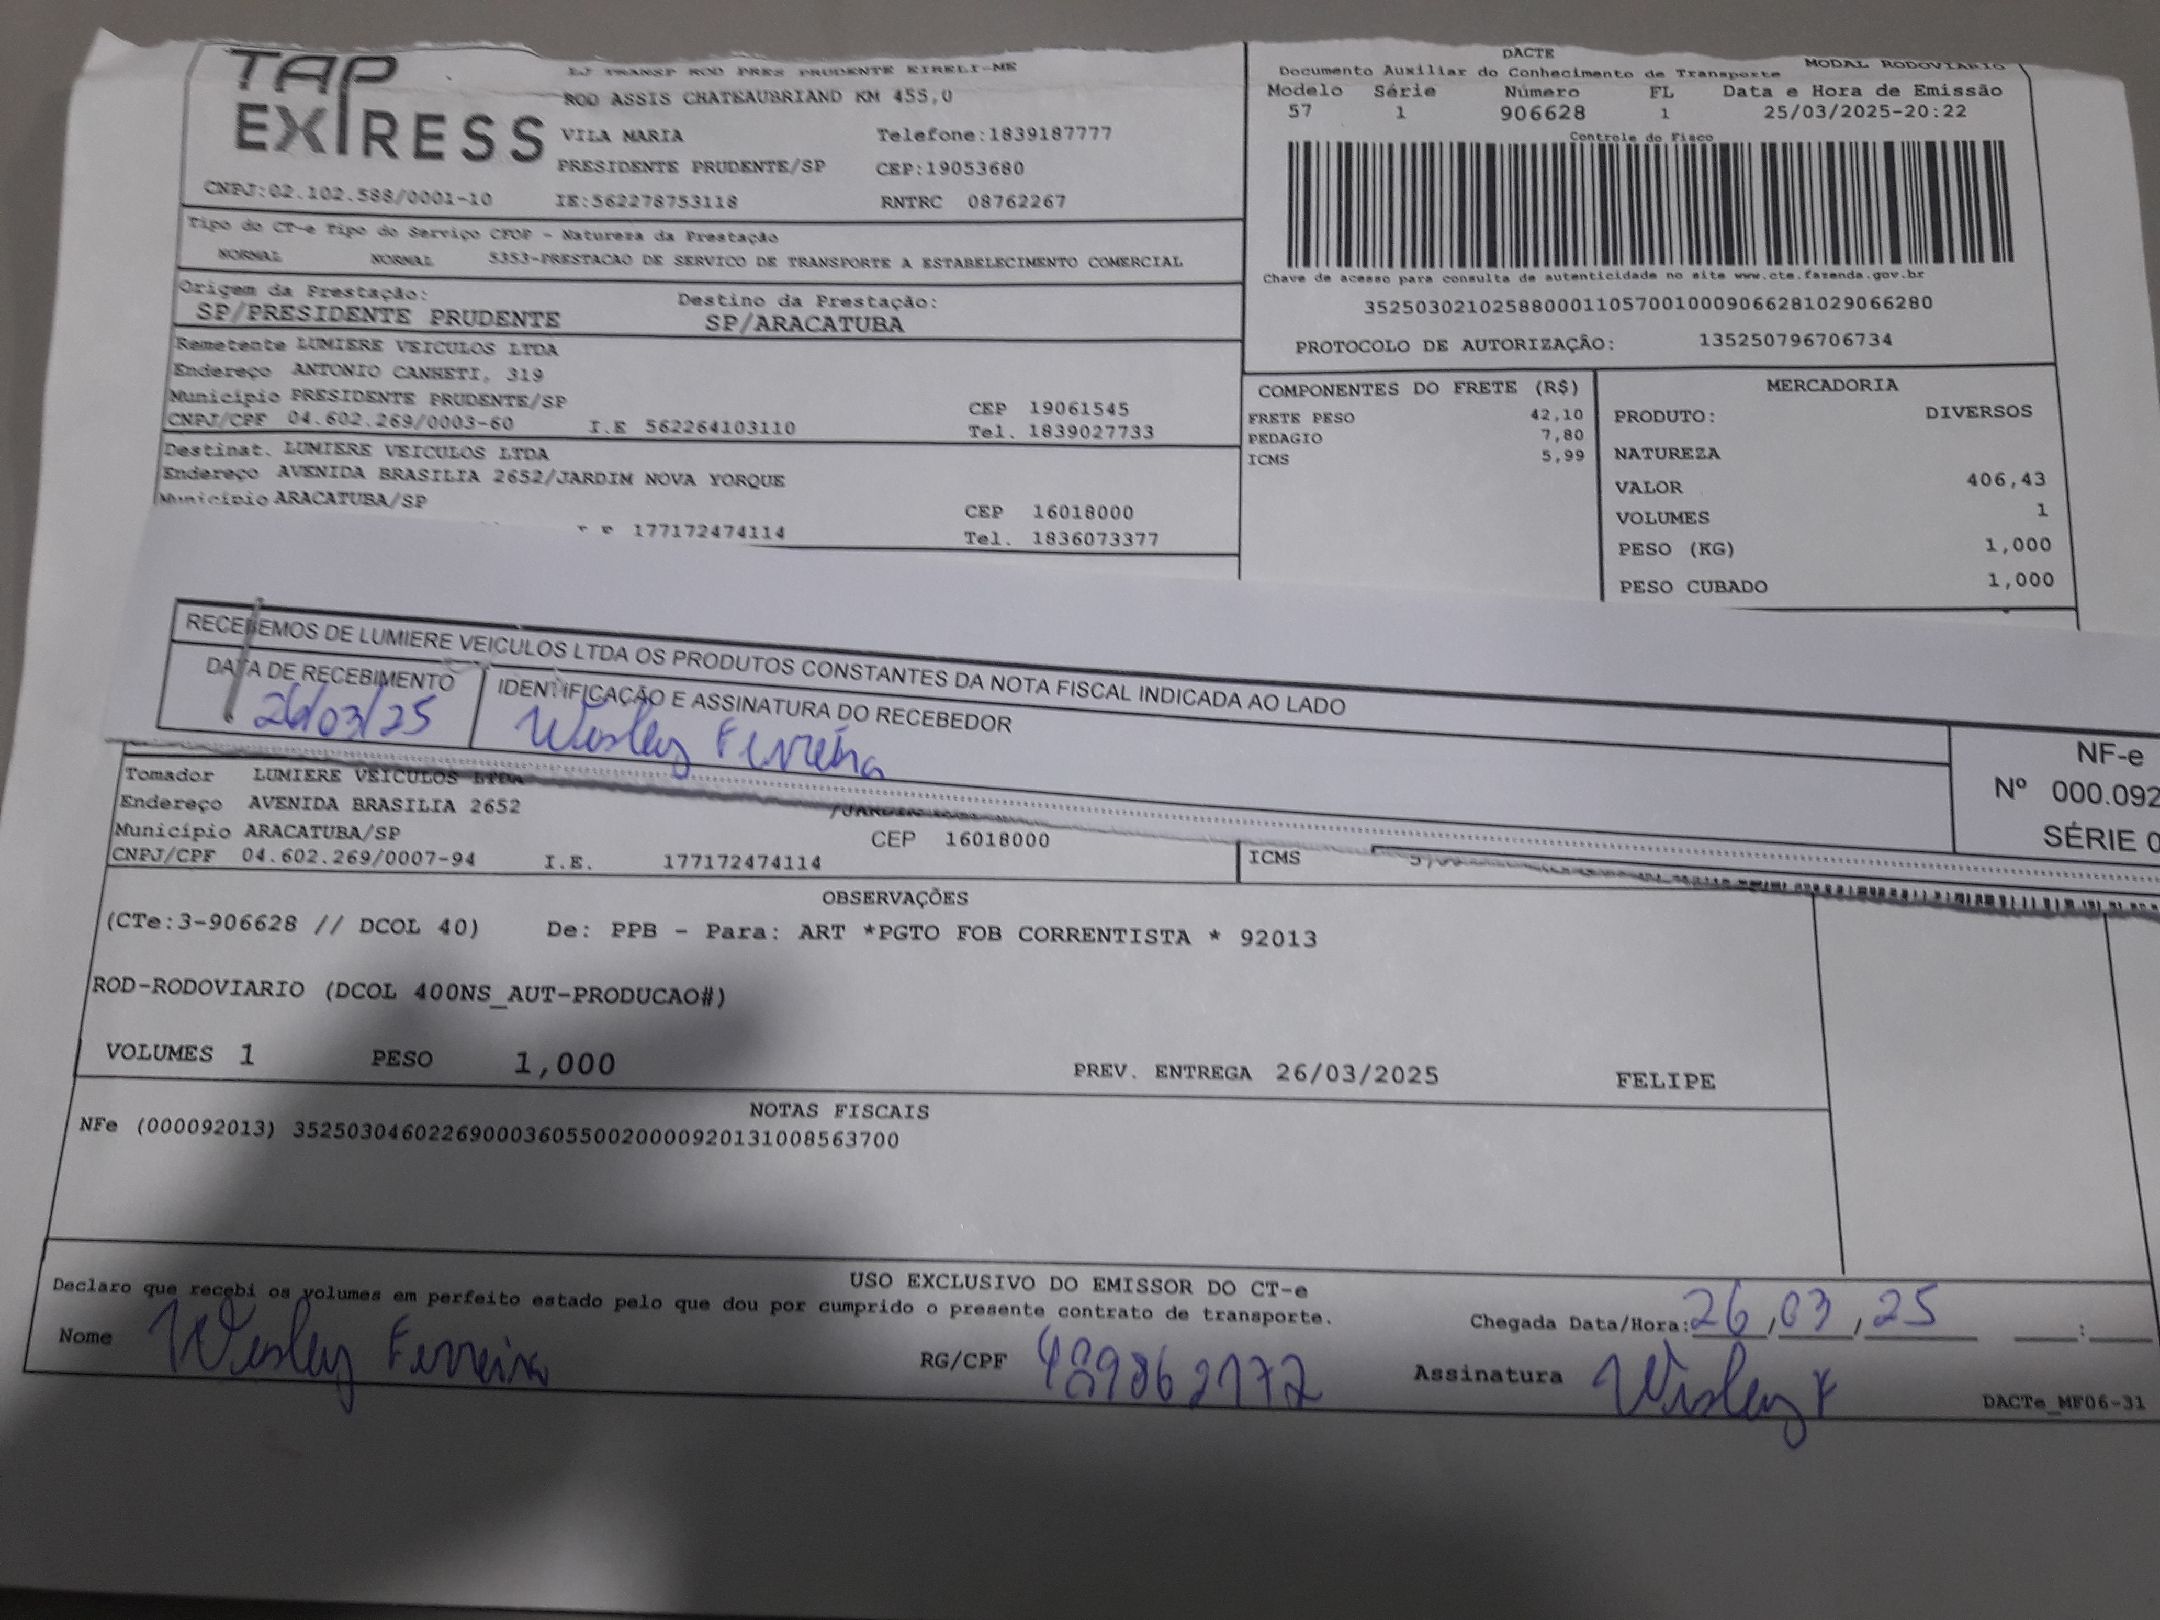 TAP EXPRESS
LJ TRANSP ROD PRES PRUDENTE EIRELI-ME
ROD ASSIS CHATEAUBRIAND KM 455,0
VILA MARIA Telefone:1839187777
PRESIDENTE PRUDENTE/SP CEP:19053680
CNPJ:02.102.588/0001-10 IE:562278753118 RNTRC 08762267
DACTE
Documento Auxiliar do Conhecimento de Transporte MODAL RODOVIARIO
Modelo Série Número FL Data e Hora de Emissão
57 1 906628 1 25/03/2025-20:22
Controle do Fisco
Chave de acesso para consulta de autenticidade no site www.cte.fazenda.gov.br
35250302102588000110570010009066281029066280
PROTOCOLO DE AUTORIZAÇÃO: 135250796706734
Tipo do CT-e Tipo do Serviço CFOP - Natureza da Prestação
NORMAL NORMAL 5353-PRESTACAO DE SERVICO DE TRANSPORTE A ESTABELECIMENTO COMERCIAL
Origem da Prestação: Destino da Prestação:
SP/PRESIDENTE PRUDENTE SP/ARACATUBA
Remetente LUMIERE VEICULOS LTDA
Endereço ANTONIO CANHETI, 319
Município PRESIDENTE PRUDENTE/SP CEP 19061545
CNPJ/CPF 04.602.269/0003-60 I.E 562264103110 Tel. 1839027733
Destinat. LUMIERE VEICULOS LTDA
Endereço AVENIDA BRASILIA 2652/JARDIM NOVA YORQUE
Município ARACATUBA/SP CEP 16018000
177172474114 Tel. 1836073377
COMPONENTES DO FRETE (R$)
FRETE PESO 42,10
PEDAGIO 7,80
ICMS 5,99
MERCADORIA
PRODUTO: DIVERSOS
NATUREZA
VALOR 406,43
VOLUMES 1
PESO (KG) 1,000
PESO CUBADO 1,000
RECEBEMOS DE LUMIERE VEICULOS LTDA OS PRODUTOS CONSTANTES DA NOTA FISCAL INDICADA AO LADO
DATA DE RECEBIMENTO IDENTIFICAÇÃO E ASSINATURA DO RECEBEDOR
26/03/25 Wesley Ferreira
NF-e
Nº 000.092
SÉRIE 0
Tomador LUMIERE VEICULOS LTDA
Endereço AVENIDA BRASILIA 2652
Município ARACATUBA/SP CEP 16018000
CNPJ/CPF 04.602.269/0007-94 I.E. 177172474114
ICMS
OBSERVAÇÕES
(CTe:3-906628 // DCOL 40) De: PPB - Para: ART *PGTO FOB CORRENTISTA * 92013
ROD-RODOVIARIO (DCOL 400NS_AUT-PRODUCAO#)
VOLUMES 1 PESO 1,000 PREV. ENTREGA 26/03/2025 FELIPE
NOTAS FISCAIS
NFe (000092013) 35250304602269000360550020000920131008563700
USO EXCLUSIVO DO EMISSOR DO CT-e
Declaro que recebi os volumes em perfeito estado pelo que dou por cumprido o presente contrato de transporte.
Chegada Data/Hora: 26,03,25 :
Nome Wesley Ferreira RG/CPF Assinatura Wesley F
DACTe_MF06-31